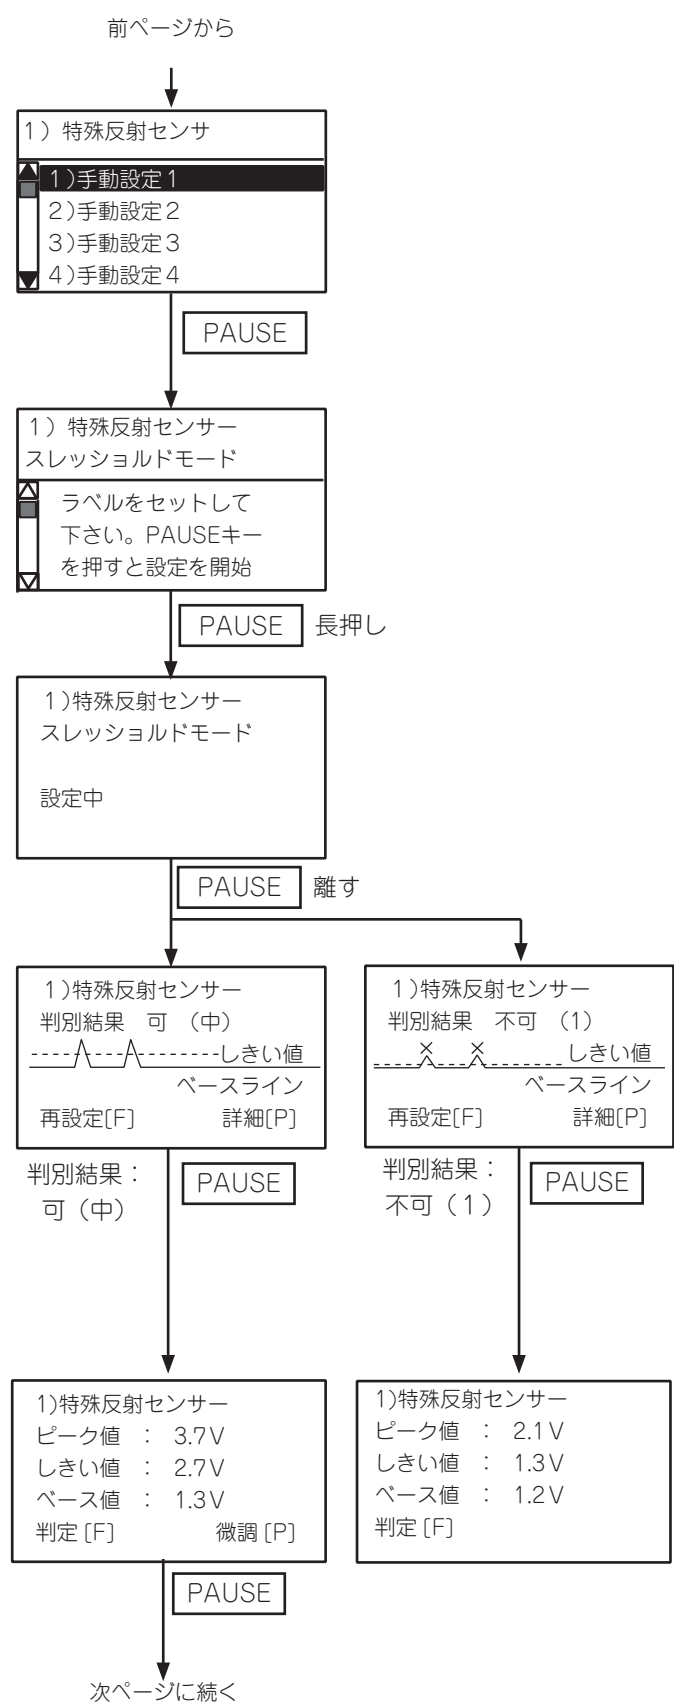 前ページから
1）特殊反射センサ
1)手動設定1
2)手動設定2
3)手動設定3
4)手動設定4
PAUSE
1）特殊反射センサー
スレッショルドモード
ラベルをセットして
下さい。PAUSEキー
を押すと設定を開始
PAUSE 長押し
1)特殊反射センサー
スレッショルドモード
設定中
PAUSE 離す
1)特殊反射センサー
判別結果 可 （中）
しきい値
ベースライン
再設定[F] 詳細[P]
1)特殊反射センサー
判別結果 不可 （1）
しきい値
ベースライン
再設定[F] 詳細[P]
判別結果：
可（中）
PAUSE
判別結果：
不可（1）
PAUSE
1)特殊反射センサー
ピーク値 ： 3.7V
しきい値 ： 2.7V
ベース値 ： 1.3V
判定[F] 微調[P]
1)特殊反射センサー
ピーク値 ： 2.1V
しきい値 ： 1.3V
ベース値 ： 1.2V
判定[F]
PAUSE
次ページに続く